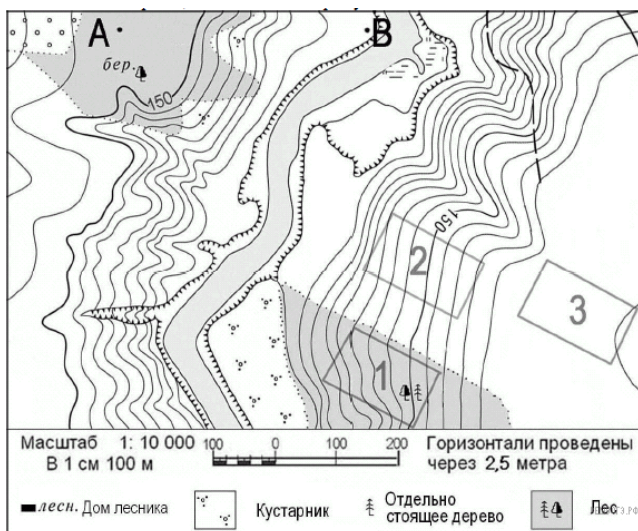 А В
бер.
150
150
2
3
1
Масштаб 1: 10 000
В 1 см 100 м
100 0 100 200
Горизонтали проведены
через 2,5 метра
лесн. Дом лесника
Кустарник
Отдельно
стоящее дерево
Лес